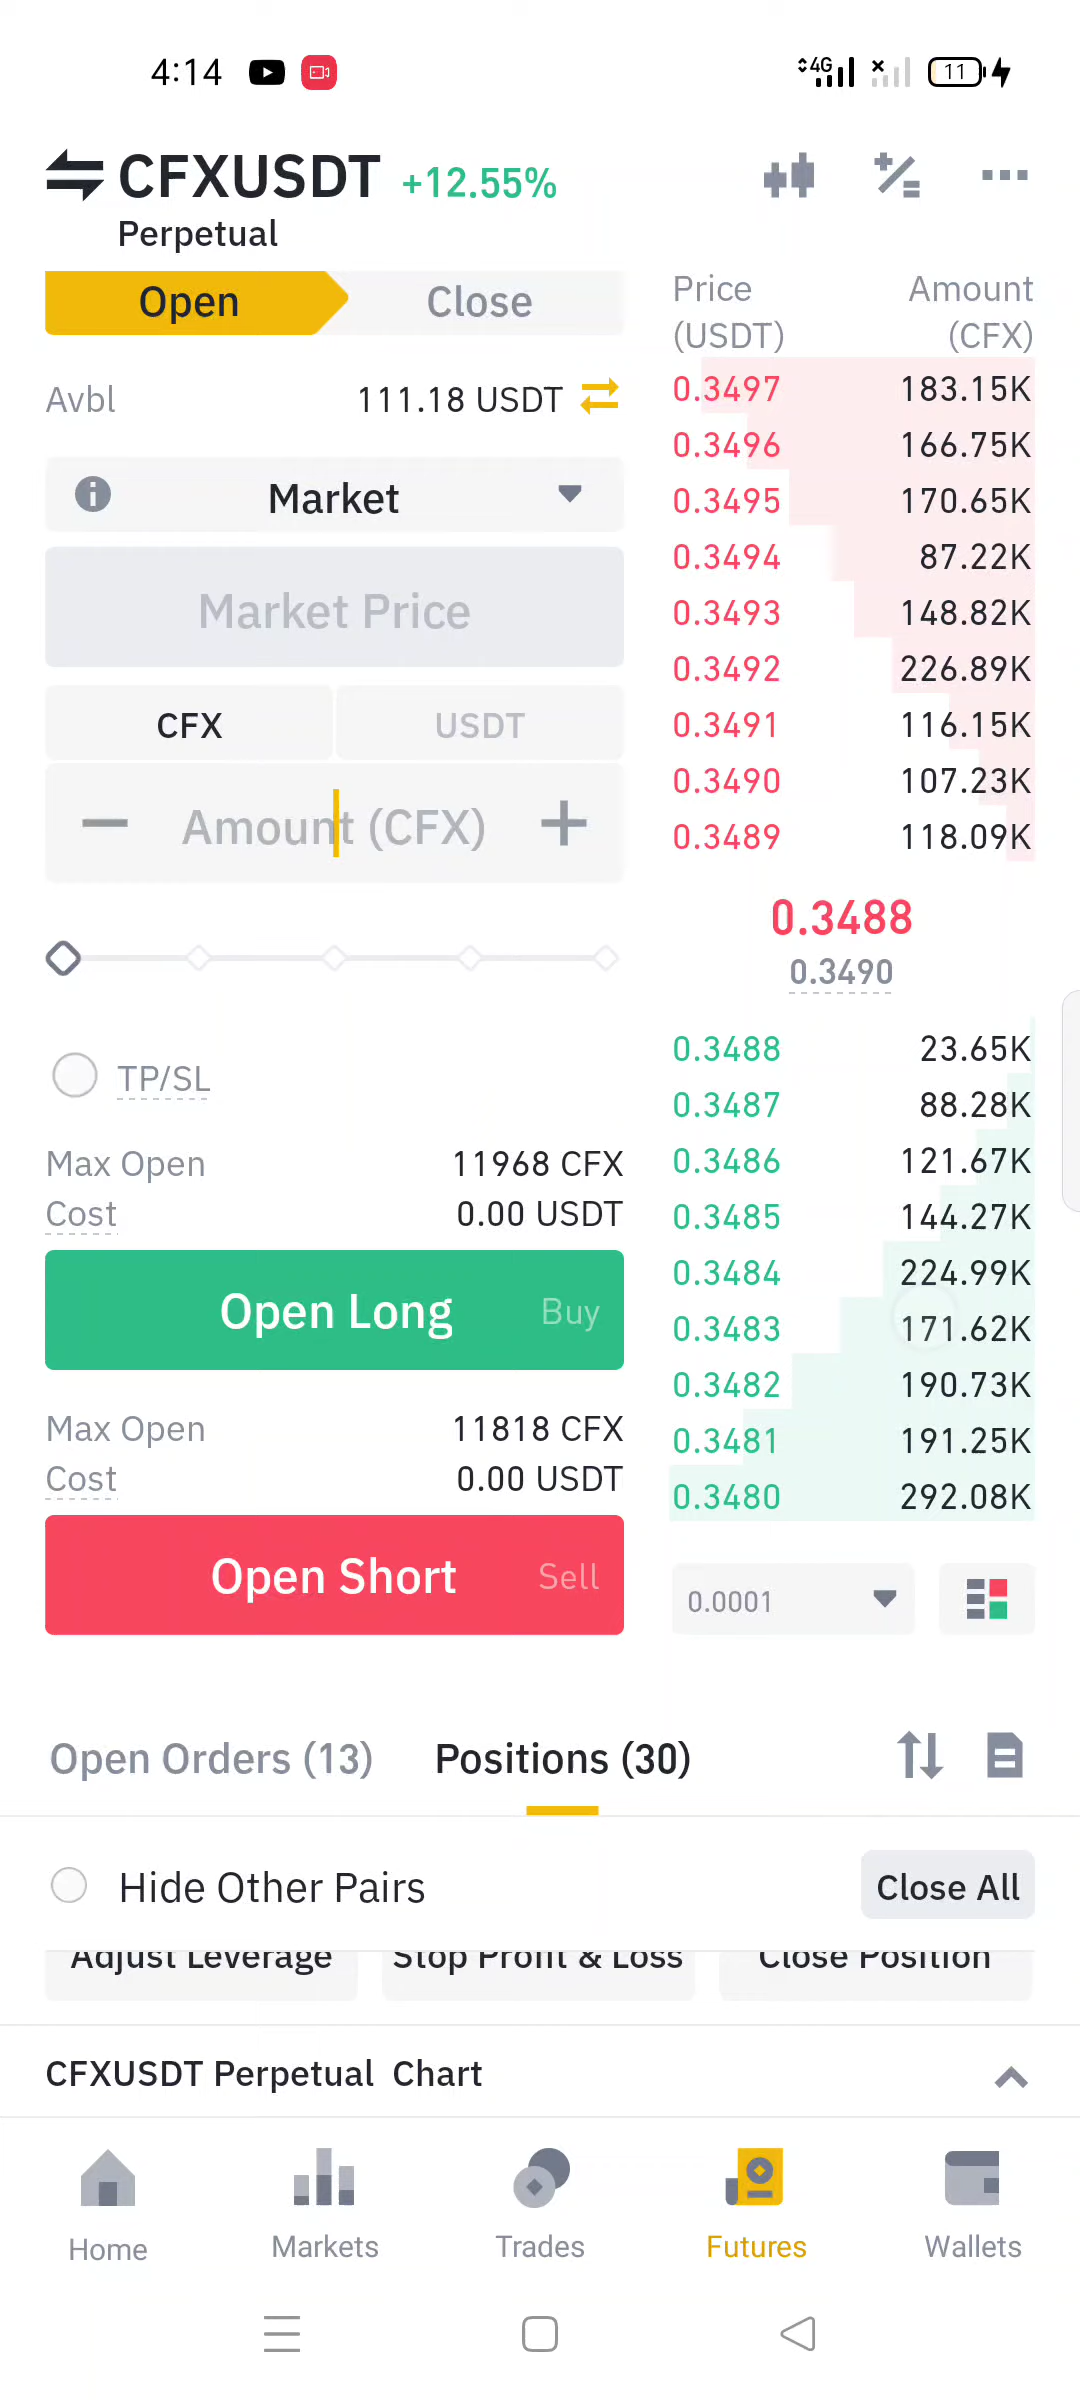 4:14
4G
11
CFXUSDT +12.55%
Perpetual
Open
Close
Avbl
111.18 USDT
Market
Market Price
CFX
USDT
Amount (CFX)
TP/SL
Max Open
11968 CFX
Cost
0.00 USDT
Open Long
Buy
Max Open
11818 CFX
Cost
0.00 USDT
Open Short
Sell
Price Amount
(USDT) (CFX)
0.3497 183.15K
0.3496 166.75K
0.3495 170.65K
0.3494 87.22K
0.3493 148.82K
0.3492 226.89K
0.3491 116.15K
0.3490 107.23K
0.3489 118.09K
0.3488
0.3490
0.3488 23.65K
0.3487 88.28K
0.3486 121.67K
0.3485 144.27K
0.3484 224.99K
0.3483 171.62K
0.3482 190.73K
0.3481 191.25K
0.3480 292.08K
0.0001
Open Orders (13)
Positions (30)
Hide Other Pairs
Close All
Adjust Leverage
Stop Profit & Loss
Close Position
CFXUSDT Perpetual Chart
Home
Markets
Trades
Futures
Wallets